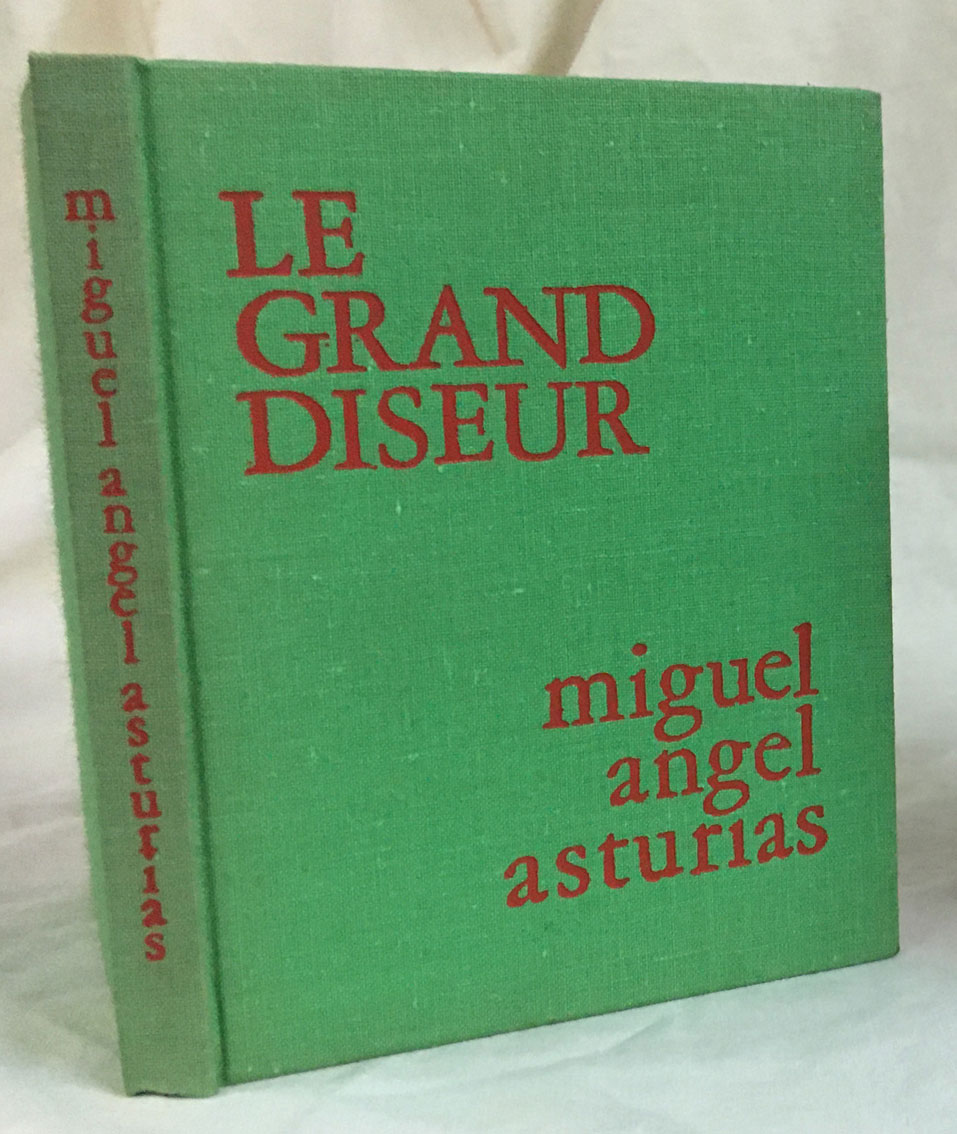 miguel angel asturias
LE
GRAND
DISEUR
miguel
angel
asturias